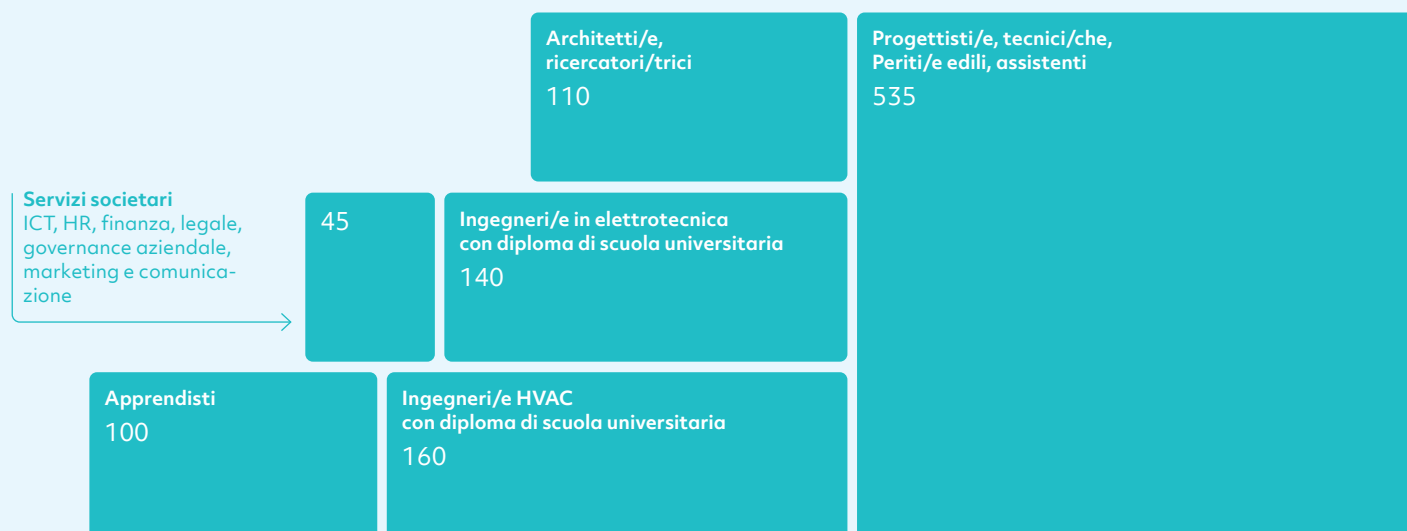 Architetti/e,
ricercatori/trici
110
Progettisti/e, tecnici/che,
Periti/e edili, assistenti
535
Servizi societari
ICT, HR, finanza, legale,
governance aziendale,
marketing e comunica-
zione
45
Ingegneri/e in elettrotecnica
con diploma di scuola universitaria
140
Apprendisti
100
Ingegneri/e HVAC
con diploma di scuola universitaria
160